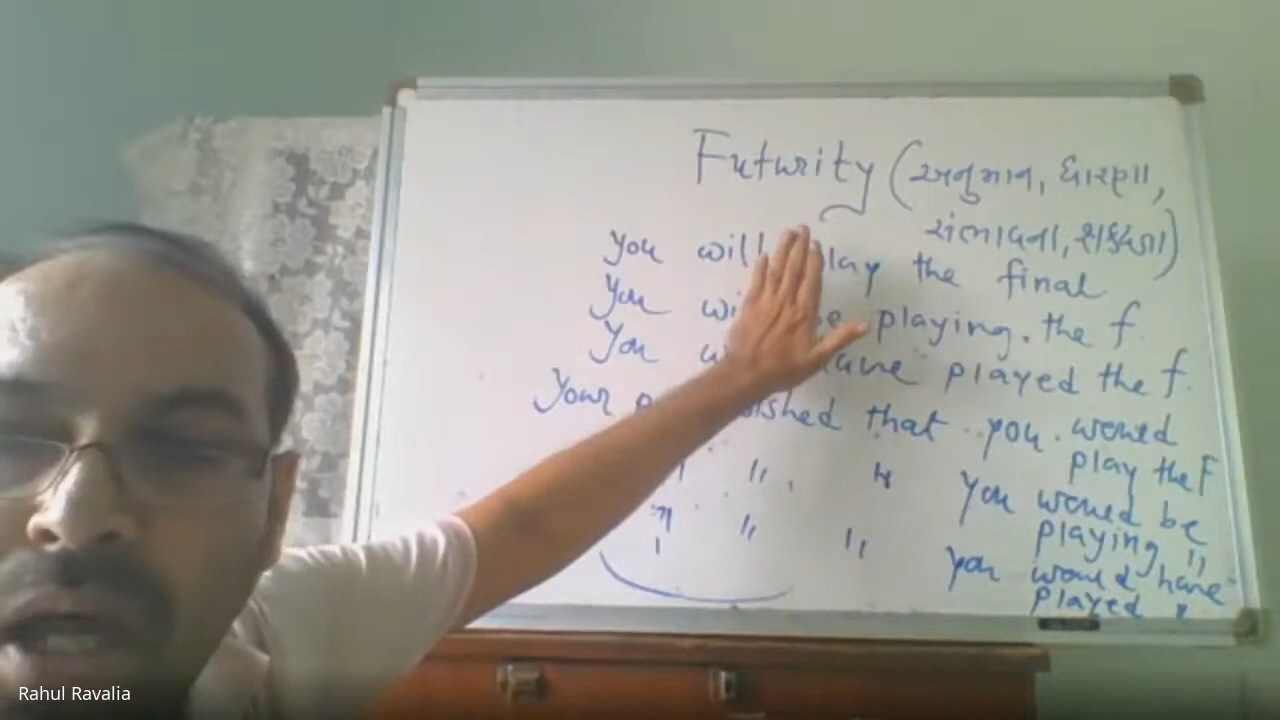 Futurity (અનુમાન, ધારણા,
સંભાવના, શક્યતા)
you will play the final
You be playing. the f.
You have played the f.
Your wished that you would
play the F
" " " you would be
playing "
" " " you would have
played "
Rahul Ravalia